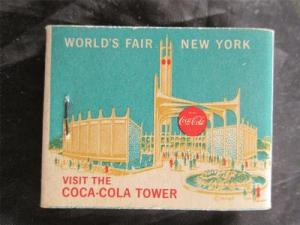 WORLD'S FAIR NEW YORK
Coca-Cola
VISIT THE
COCA-COLA TOWER